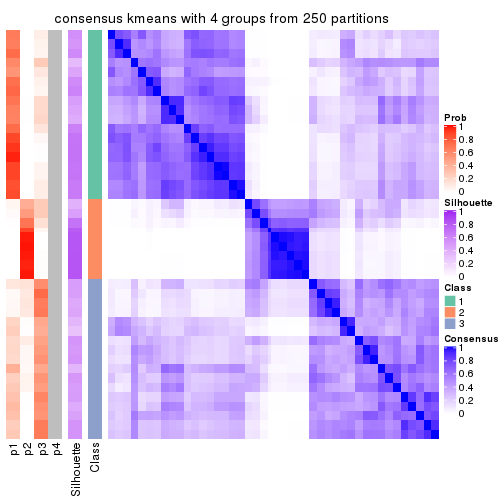 consensus kmeans with 4 groups from 250 partitions
Prob
1
0.8
0.6
0.4
0.2
0
Silhouette
1
0.8
0.6
0.4
0.2
0
Class
1
2
3
Consensus
1
0.8
0.6
0.4
0.2
0
p1
p2
p3
p4
Silhouette
Class